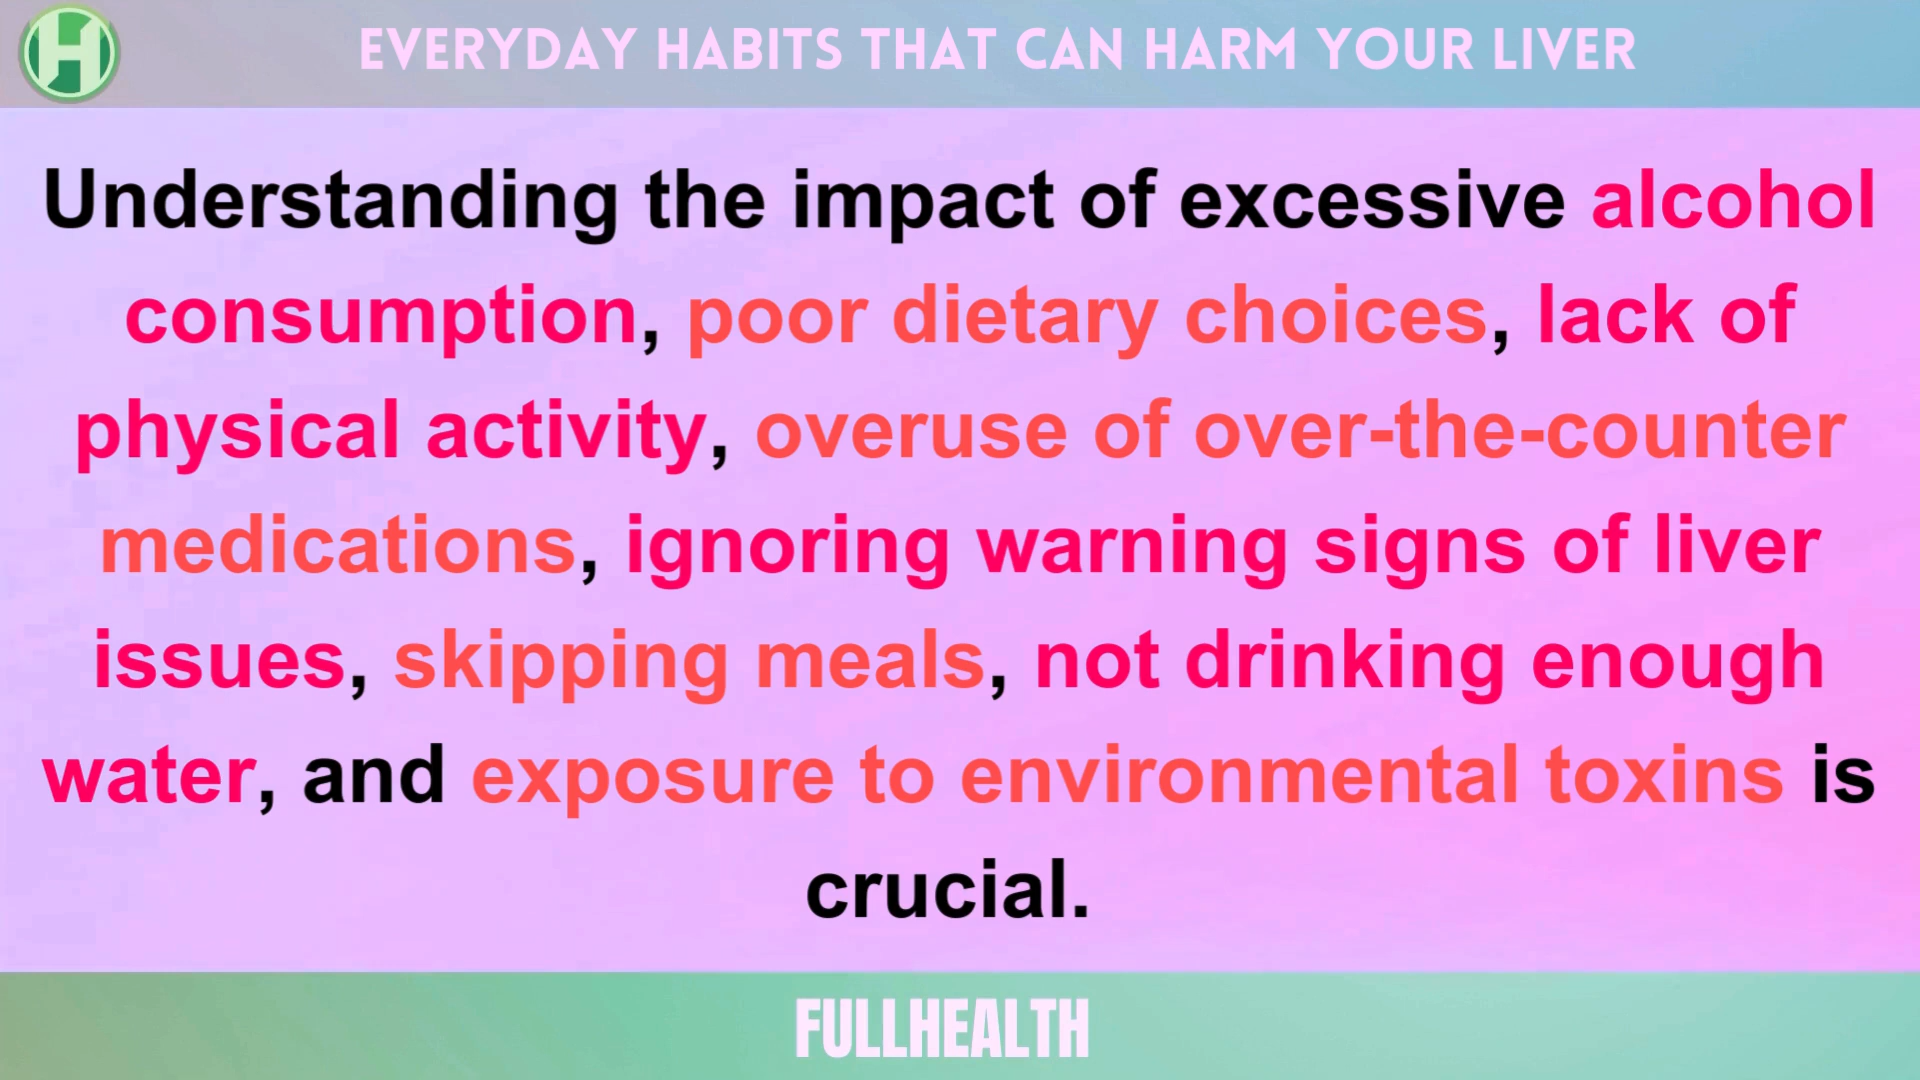 H
EVERYDAY HABITS THAT CAN HARM YOUR LIVER
Understanding the impact of excessive alcohol
consumption, poor dietary choices, lack of
physical activity, overuse of over-the-counter
medications, ignoring warning signs of liver
issues, skipping meals, not drinking enough
water, and exposure to environmental toxins is
crucial.
FULLHEALTH